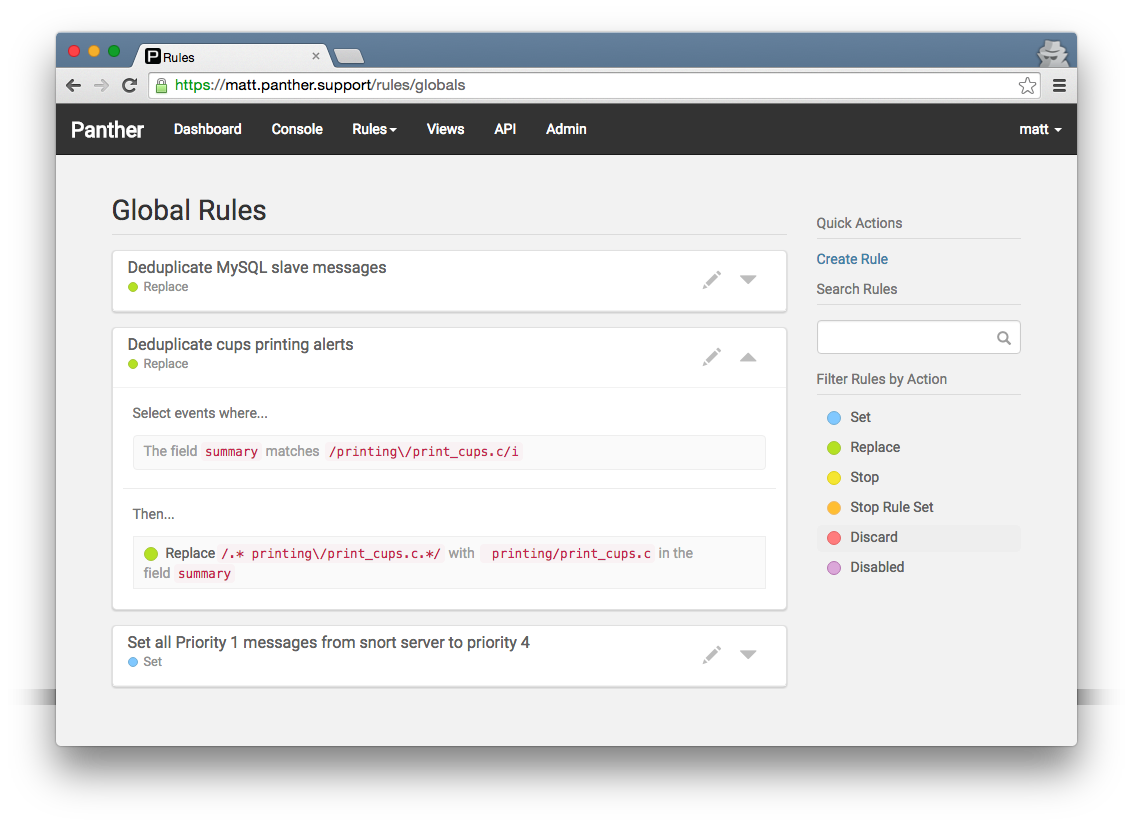 Rules
https://matt.panther.support/rules/globals
Panther Dashboard Console Rules Views API Admin matt
Global Rules
Deduplicate MySQL slave messages
Replace
Deduplicate cups printing alerts
Replace
Select events where...
The field summary matches /printing\/print_cups.c/i
Then...
Replace /.* printing\/print_cups.c.*/ with printing/print_cups.c in the
field summary
Set all Priority 1 messages from snort server to priority 4
Set
Quick Actions
Create Rule
Search Rules
Filter Rules by Action
Set
Replace
Stop
Stop Rule Set
Discard
Disabled